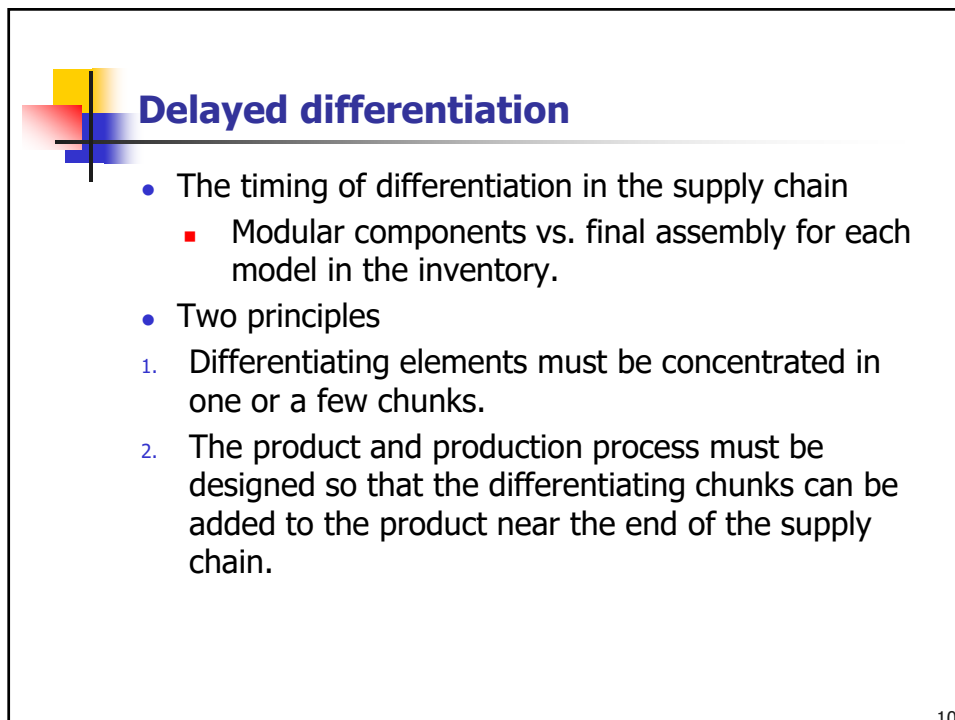 Delayed differentiation
● The timing of differentiation in the supply chain
■ Modular components vs. final assembly for each
model in the inventory.
● Two principles
1. Differentiating elements must be concentrated in
one or a few chunks.
2. The product and production process must be
designed so that the differentiating chunks can be
added to the product near the end of the supply
chain.
10